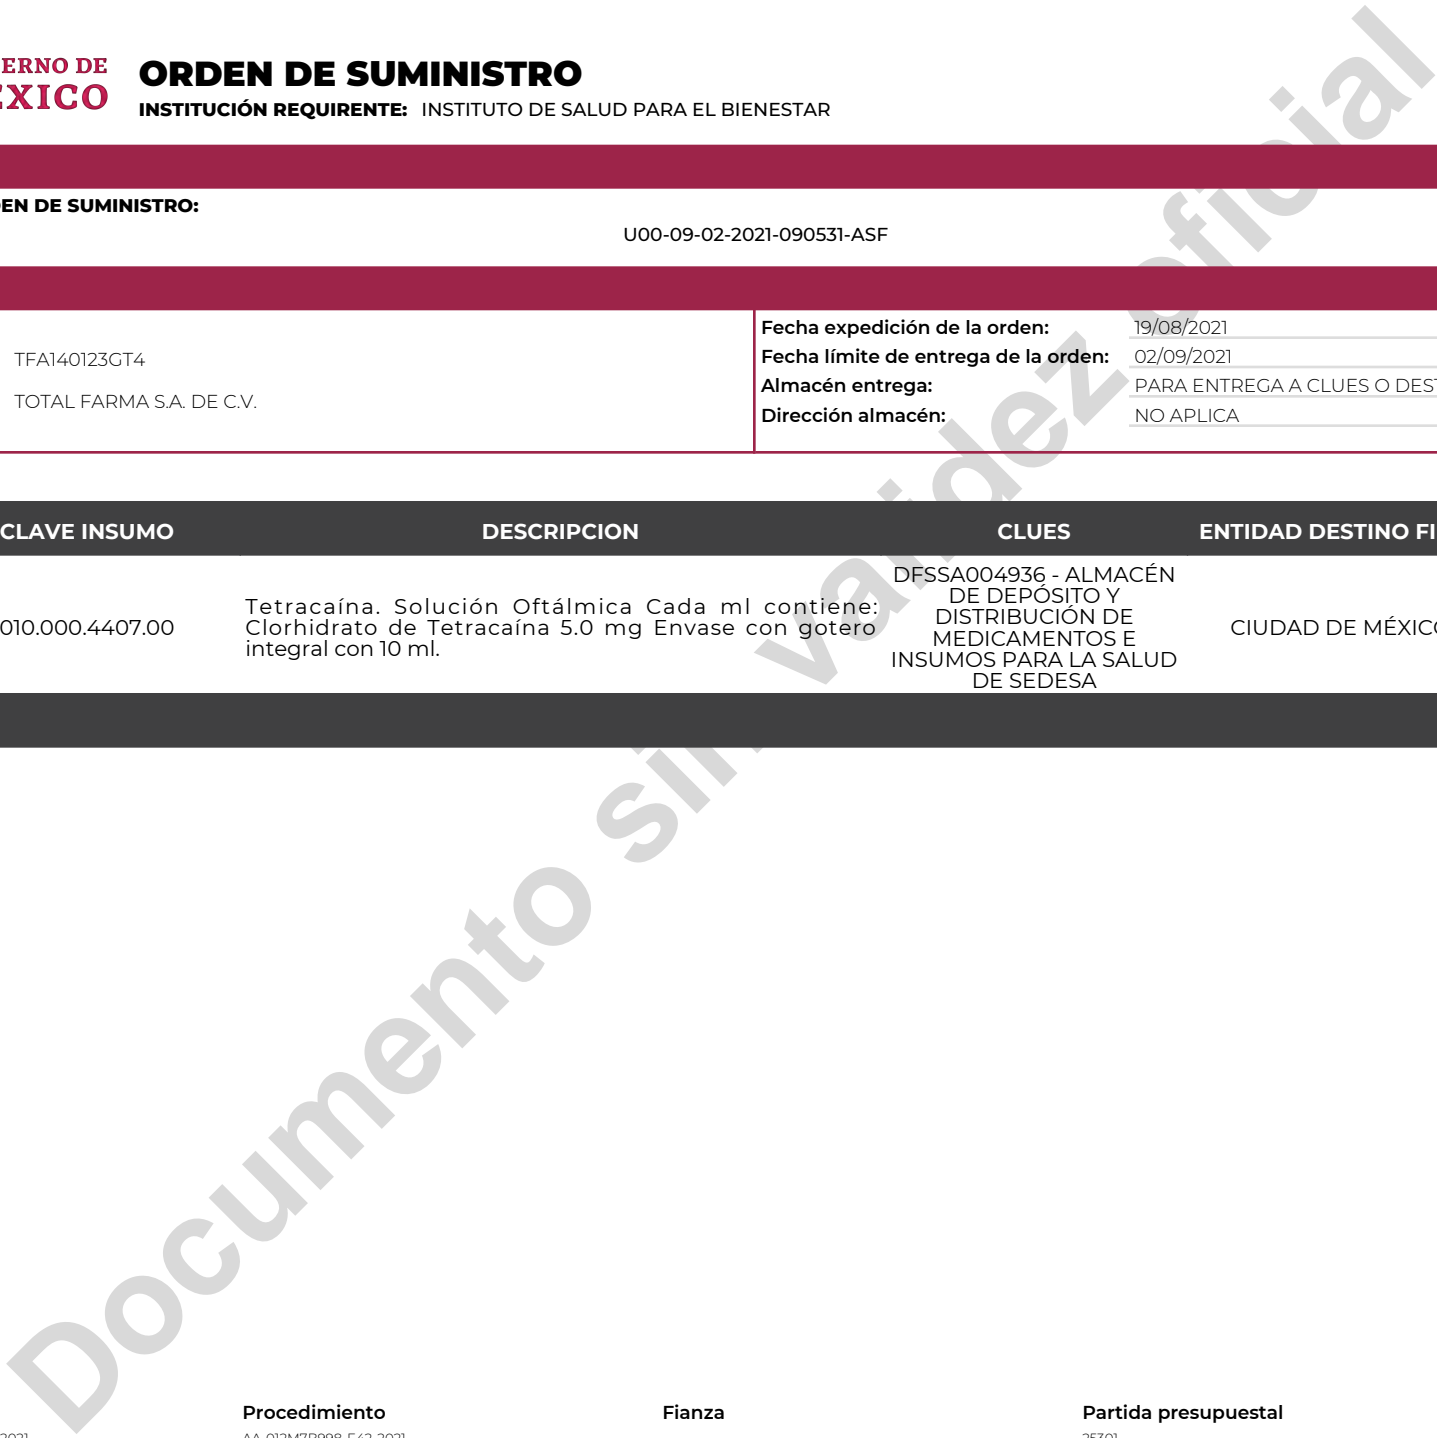 ERNO DE
ORDEN DE SUMINISTRO
INSTITUCIÓN REQUIRENTE: INSTITUTO DE SALUD PARA EL BIENESTAR
EN DE SUMINISTRO:
U00-09-02-2021-090531-ASF
TFA140123GT4
TOTAL FARMA S.A. DE C.V.
Fecha expedición de la orden: 19/08/2021
Fecha límite de entrega de la orden: 02/09/2021
Almacén entrega: PARA ENTREGA A CLUES O DEST
Dirección almacén: NO APLICA
CLAVE INSUMO DESCRIPCION CLUES ENTIDAD DESTINO FI
010.000.4407.00
Tetracaína. Solución Oftálmica Cada ml contiene:
Clorhidrato de Tetracaína 5.0 mg Envase con gotero
integral con 10 ml.
DFSSA004936 - ALMACÉN
DE DEPÓSITO Y
DISTRIBUCIÓN DE
MEDICAMENTOS E
INSUMOS PARA LA SALUD
DE SEDESA
CIUDAD DE MÉXICO
Documento sin validez oficial
Procedimiento Fianza Partida presupuestal